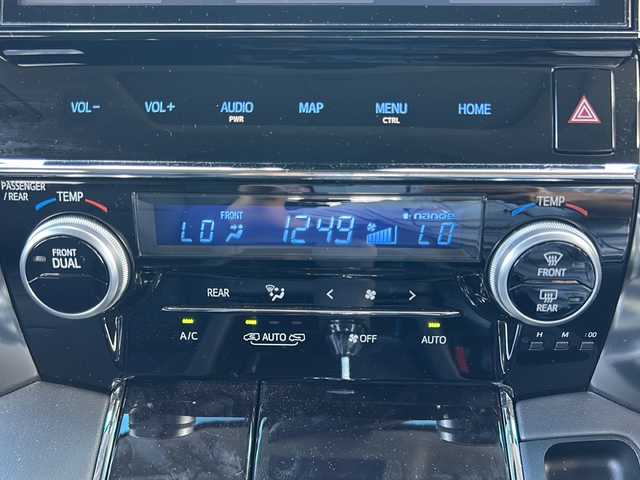 VOL- VOL+ AUDIO MAP MENU HOME
PWR CTRL
PASSENGER
/REAR
TEMP TEMP
FRONT nanoe
LO 12:49 LO
FRONT
DUAL
FRONT
REAR
REAR
H M :00
A/C AUTO OFF AUTO